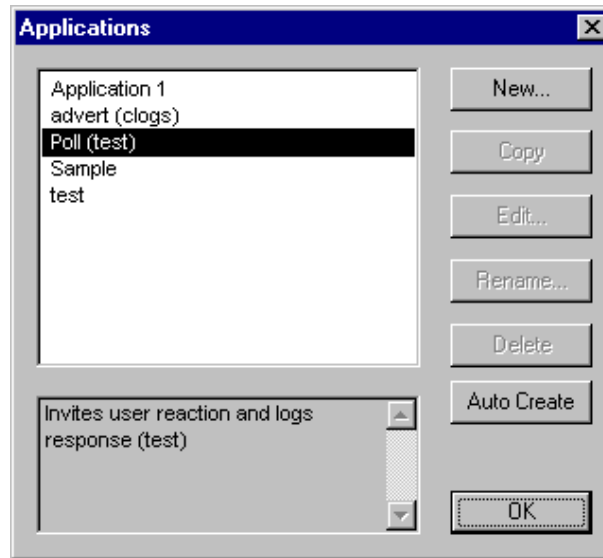 Applications
Application 1
advert (clogs)
Poll (test)
Sample
test
New...
Copy
Edit...
Rename...
Delete
Auto Create
Invites user reaction and logs
response (test)
OK